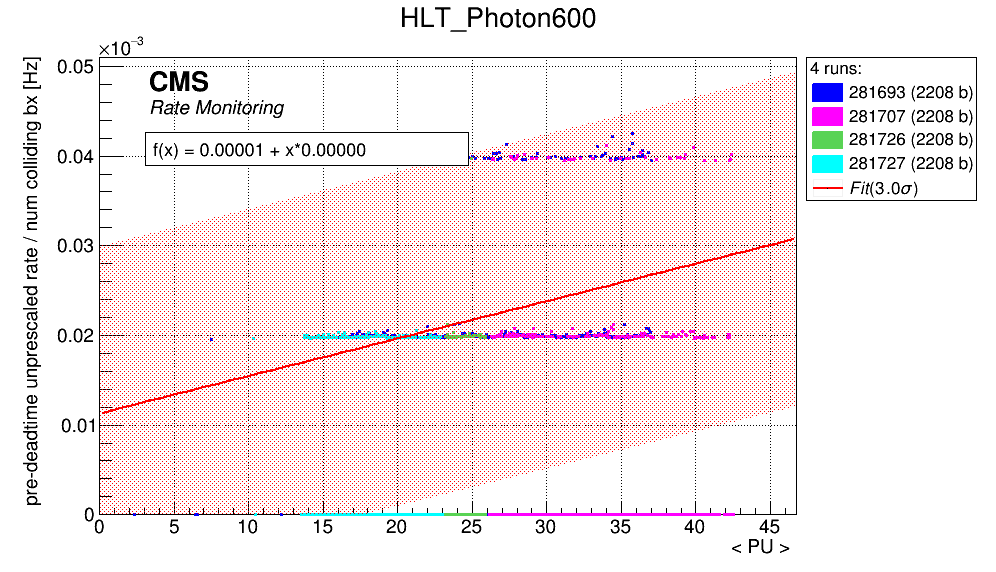 HLT_Photon600
×10⁻³
pre-deadtime unprescaled rate / num colliding bx [Hz]
0.05
0.04
0.03
0.02
0.01
0
CMS
Rate Monitoring
f(x) = 0.00001 + x*0.00000
4 runs:
281693 (2208 b)
281707 (2208 b)
281726 (2208 b)
281727 (2208 b)
Fit(3.0σ)
0 5 10 15 20 25 30 35 40 45
< PU >